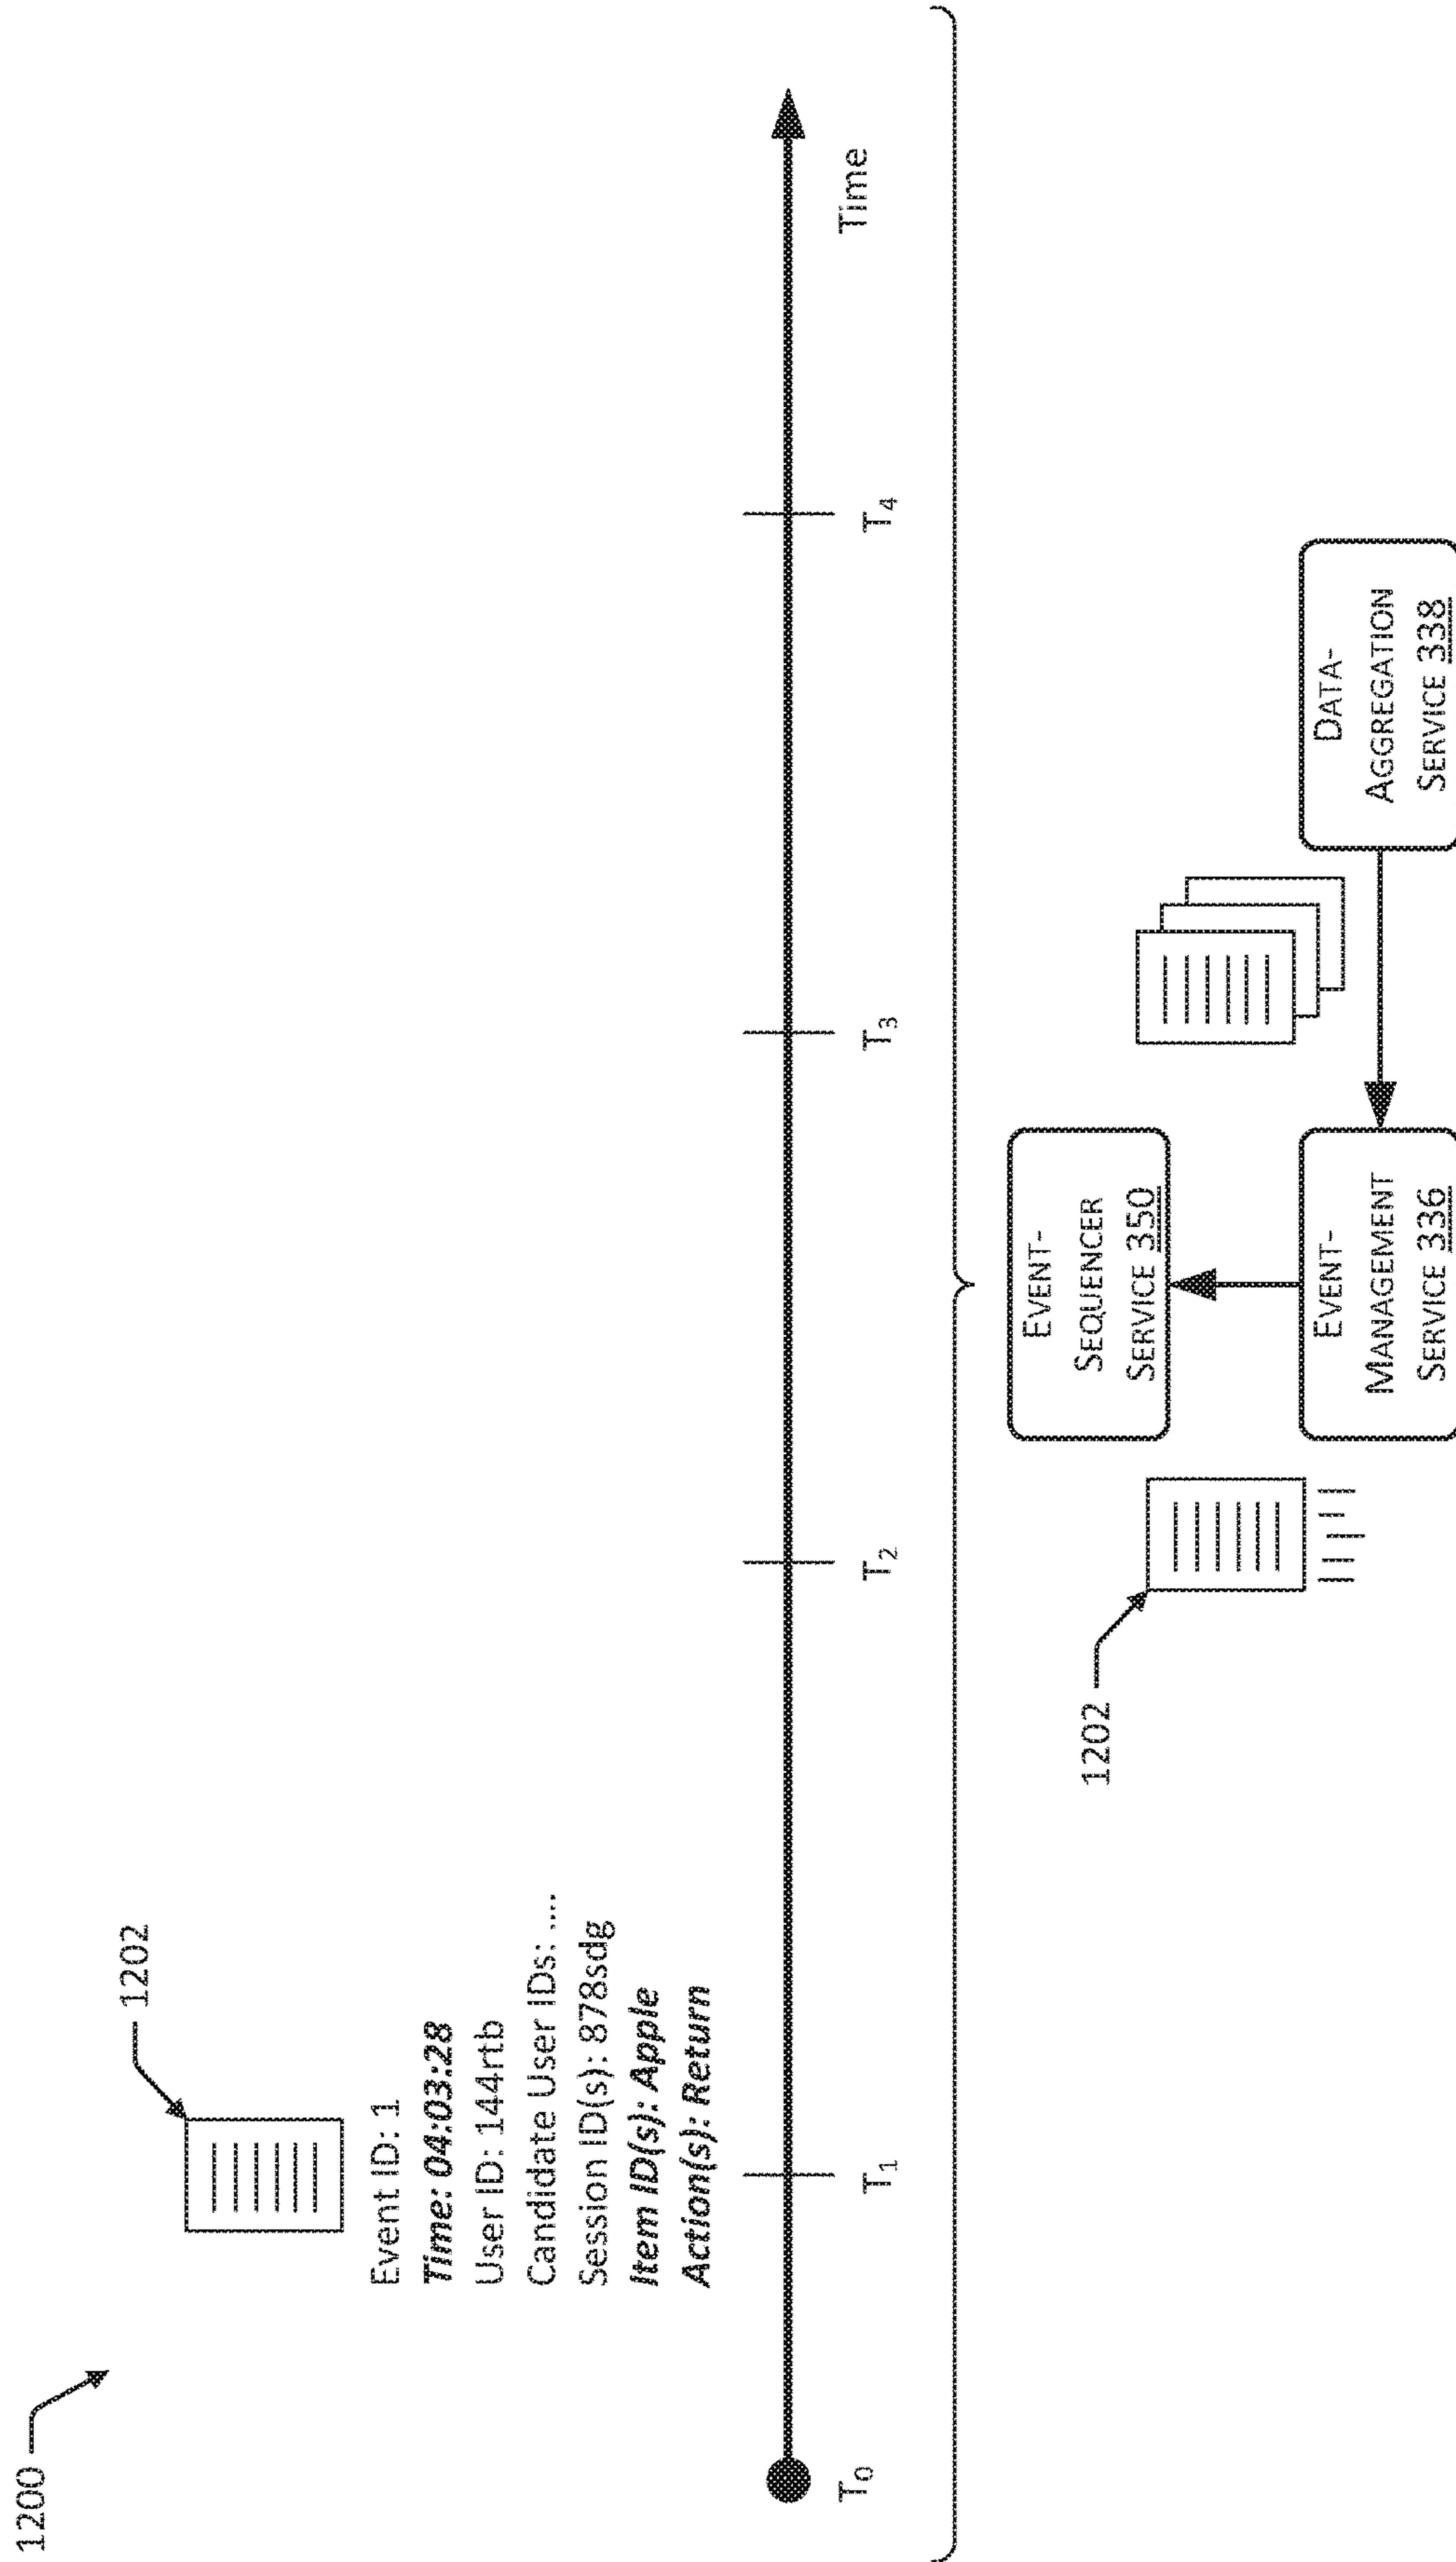 1200
1202
Event ID: 1
Time: 04:03:28
User ID: 144rtb
Candidate User IDs: ....
Session ID(s): 878sdg
Item ID(s): Apple
Action(s): Return
T0
T1
T2
T3
T4
Time
1202
EVENT-
SEQUENCER
SERVICE 350
EVENT-
MANAGEMENT
SERVICE 336
DATA-
AGGREGATION
SERVICE 338